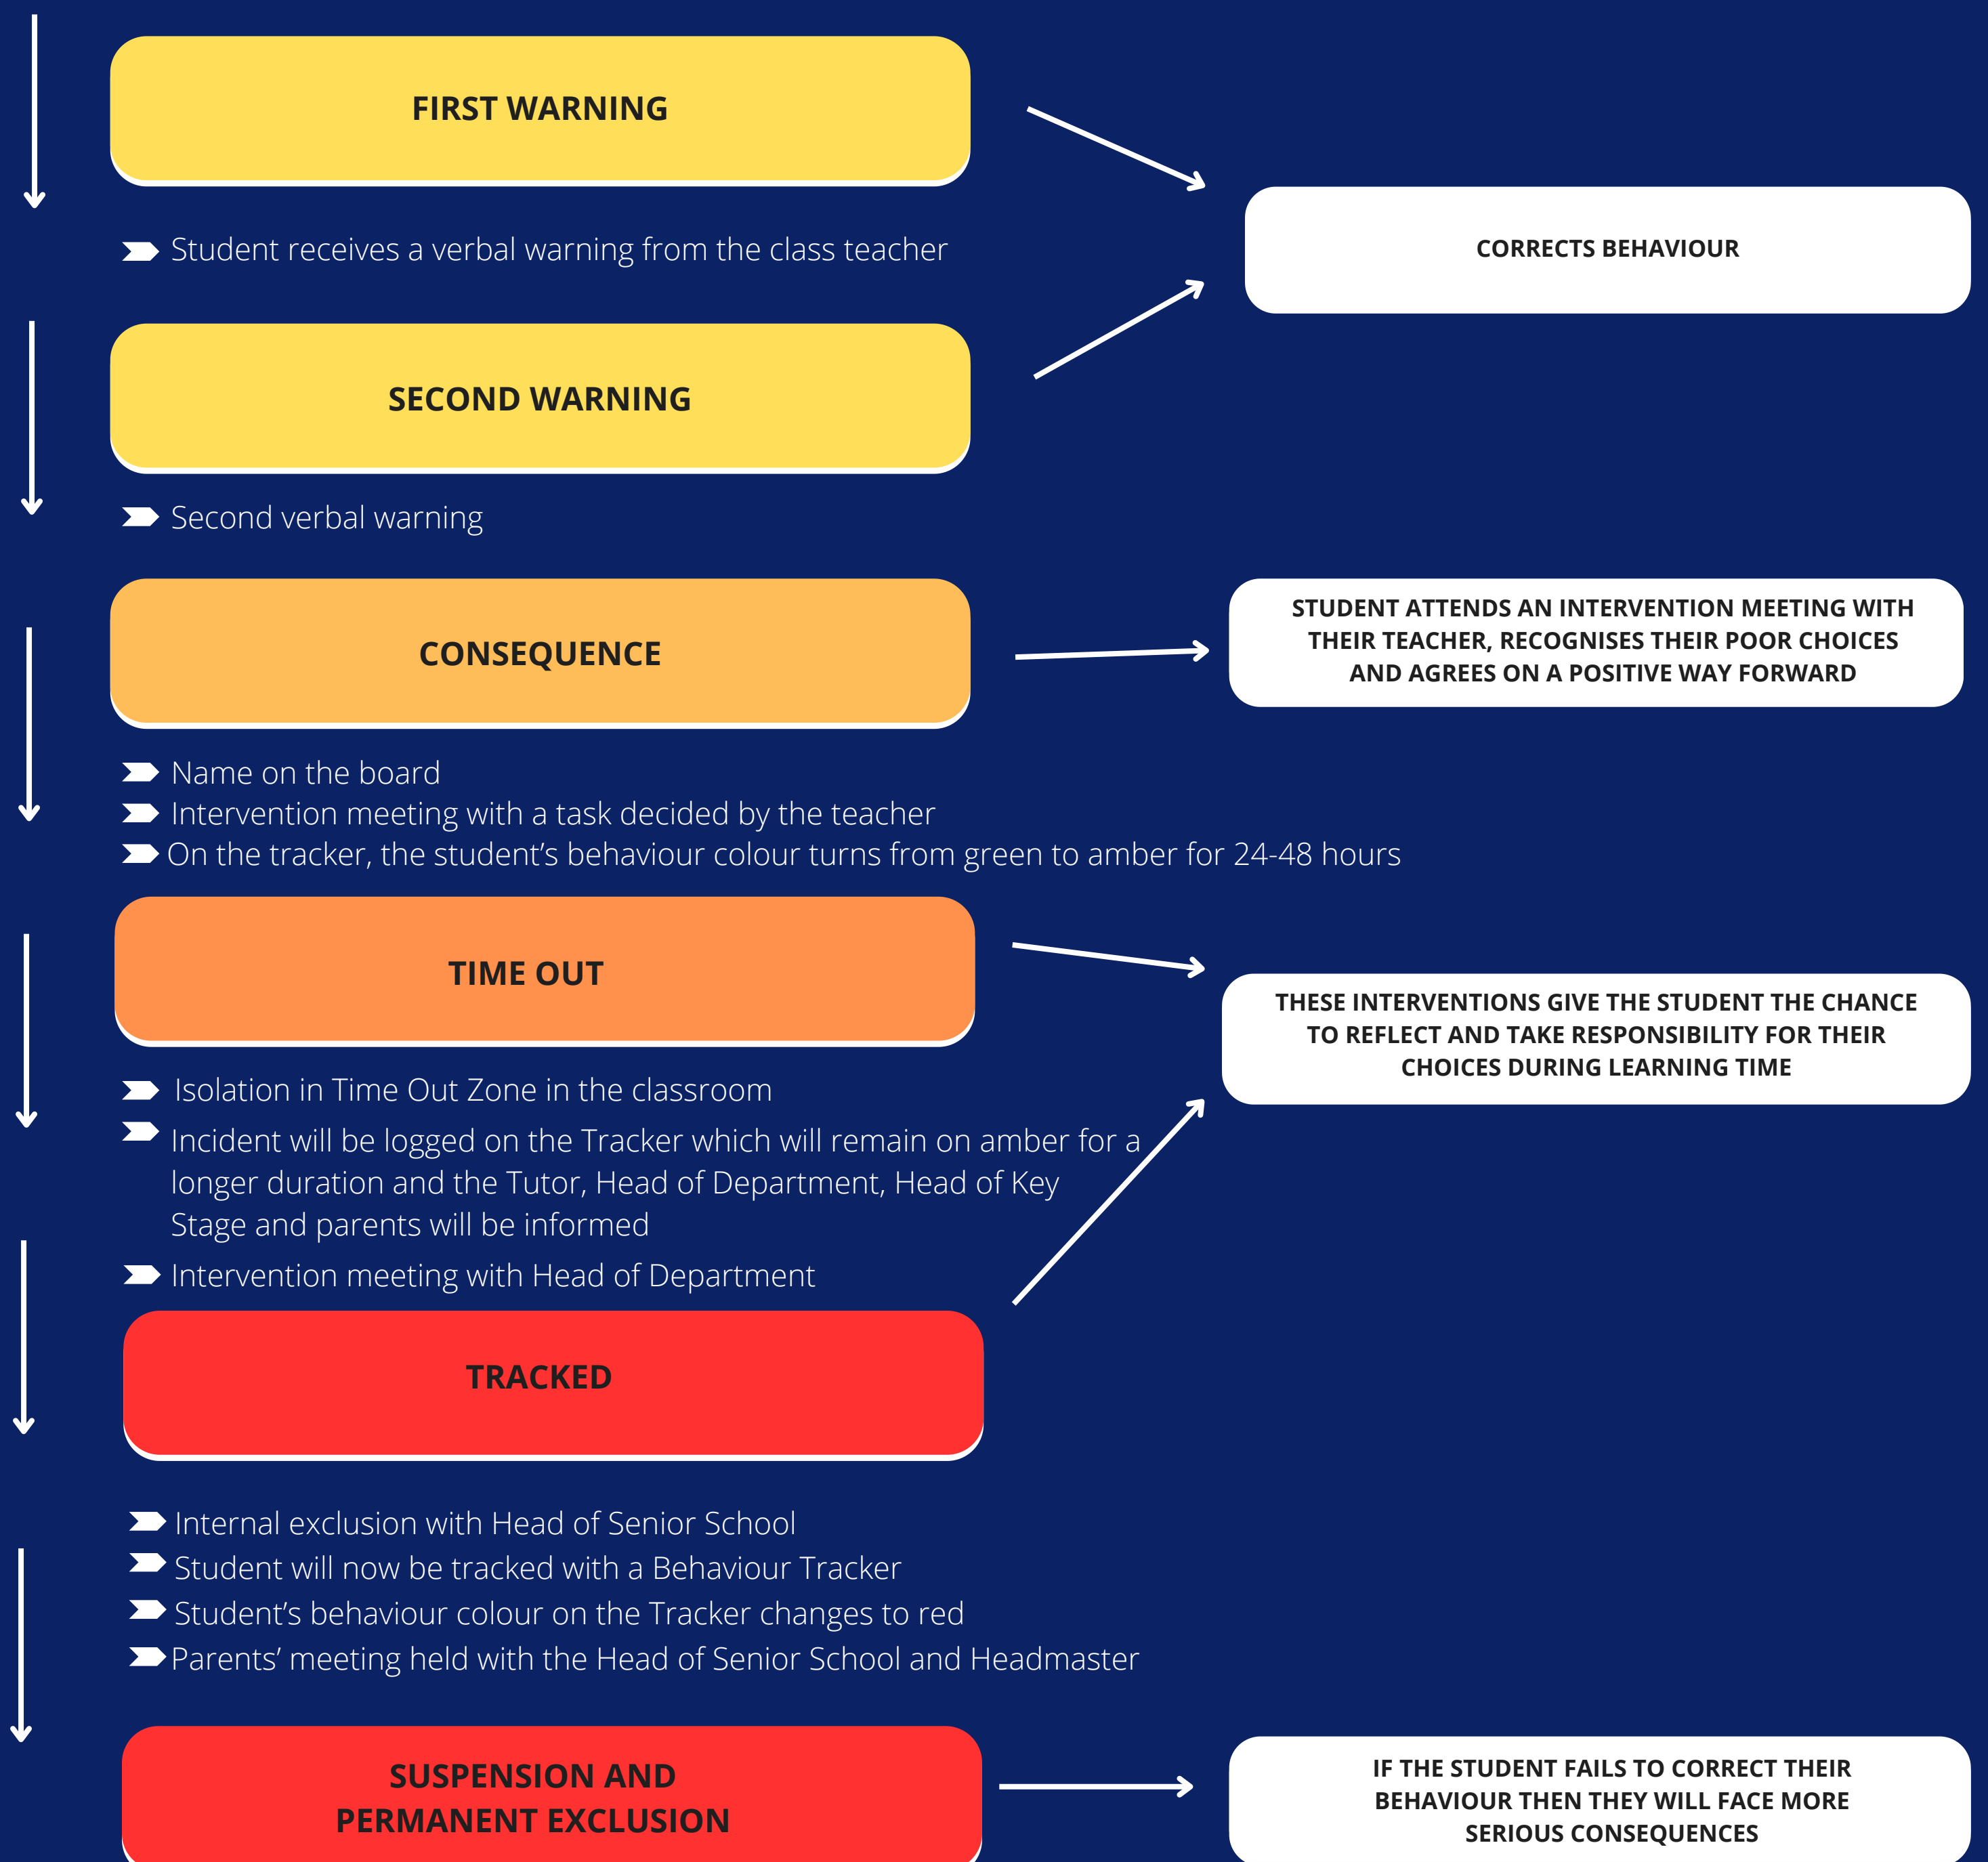 FIRST WARNING
Student receives a verbal warning from the class teacher
CORRECTS BEHAVIOUR
SECOND WARNING
Second verbal warning
CONSEQUENCE
STUDENT ATTENDS AN INTERVENTION MEETING WITH
THEIR TEACHER, RECOGNISES THEIR POOR CHOICES
AND AGREES ON A POSITIVE WAY FORWARD
Name on the board
Intervention meeting with a task decided by the teacher
On the tracker, the student’s behaviour colour turns from green to amber for 24-48 hours
TIME OUT
THESE INTERVENTIONS GIVE THE STUDENT THE CHANCE
TO REFLECT AND TAKE RESPONSIBILITY FOR THEIR
CHOICES DURING LEARNING TIME
Isolation in Time Out Zone in the classroom
Incident will be logged on the Tracker which will remain on amber for a
longer duration and the Tutor, Head of Department, Head of Key
Stage and parents will be informed
Intervention meeting with Head of Department
TRACKED
Internal exclusion with Head of Senior School
Student will now be tracked with a Behaviour Tracker
Student’s behaviour colour on the Tracker changes to red
Parents’ meeting held with the Head of Senior School and Headmaster
SUSPENSION AND
PERMANENT EXCLUSION
IF THE STUDENT FAILS TO CORRECT THEIR
BEHAVIOUR THEN THEY WILL FACE MORE
SERIOUS CONSEQUENCES